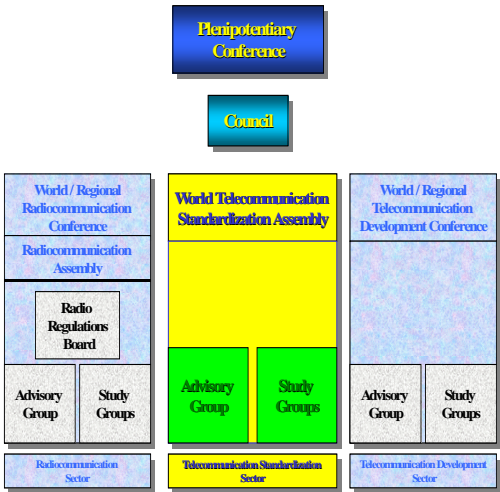 Plenipotentiary
Conference
Council
World / Regional
Radiocommunication
Conference
Radiocommunication
Assembly
Radio
Regulations
Board
Advisory
Group
Study
Groups
Radiocommunication
Sector
World Telecommunication
Standardization Assembly
Advisory
Group
Study
Groups
Telecommunication Standardization
Sector
World / Regional
Telecommunication
Development Conference
Advisory
Group
Study
Groups
Telecommunication Development
Sector